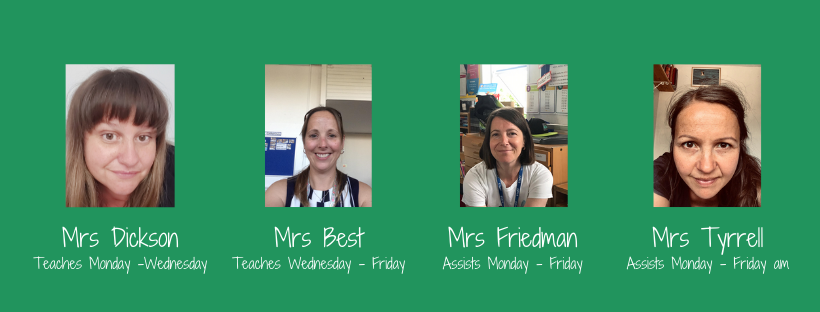 Mrs Dickson
Teaches Monday -Wednesday
Mrs Best
Teaches Wednesday - Friday
Mrs Friedman
Assists Monday - Friday
Mrs Tyrrell
Assists Monday - Friday am